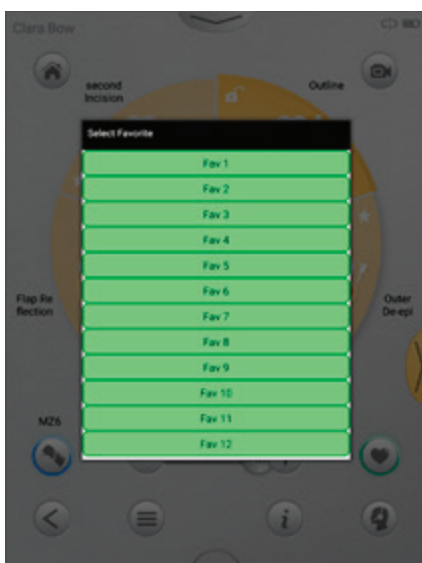 Clara Bow
second
Incision
Outline
Select Favorite
Fav 1
Fav 2
Fav 3
Fav 4
Fav 5
Fav 6
Fav 7
Fav 8
Fav 9
Fav 10
Fav 11
Fav 12
Flap Re
flection
Outer
De-epi
MZ6
i